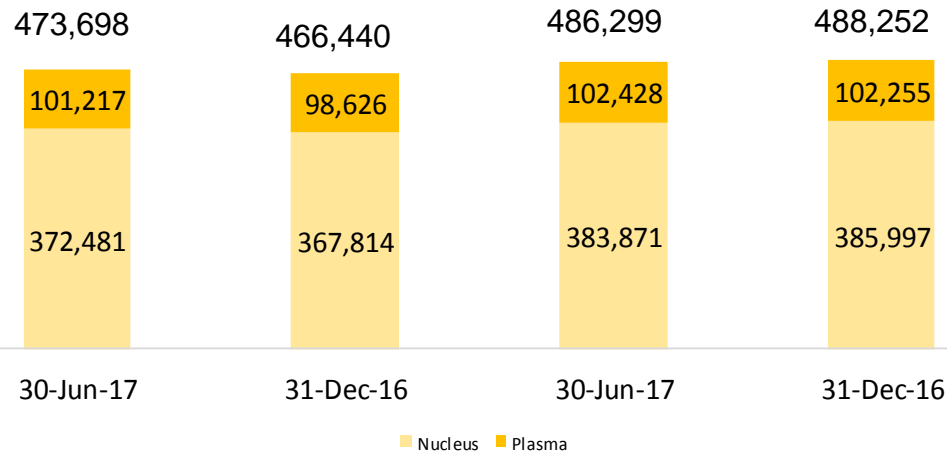 473,698 466,440 486,299 488,252
101,217 98,626 102,428 102,255
372,481 367,814 383,871 385,997
30-Jun-17 31-Dec-16 30-Jun-17 31-Dec-16
Nucleus Plasma